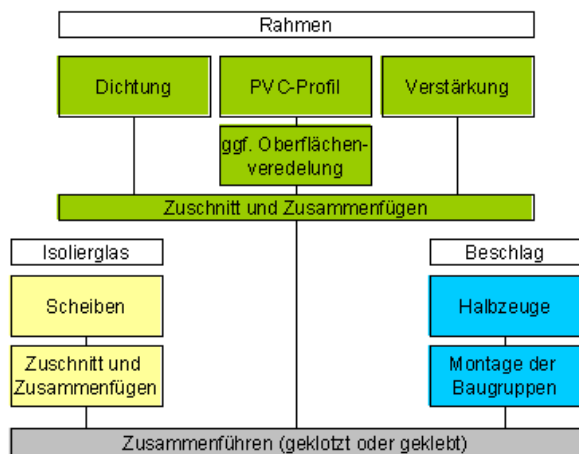 Rahmen
Dichtung
PVC-Profil
Verstärkung
ggf. Oberflächen-
veredelung
Zuschnitt und Zusammenfügen
Isolierglas
Beschlag
Scheiben
Halbzeuge
Zuschnitt und
Zusammenfügen
Montage der
Baugruppen
Zusammenführen (geklotzt oder geklebt)